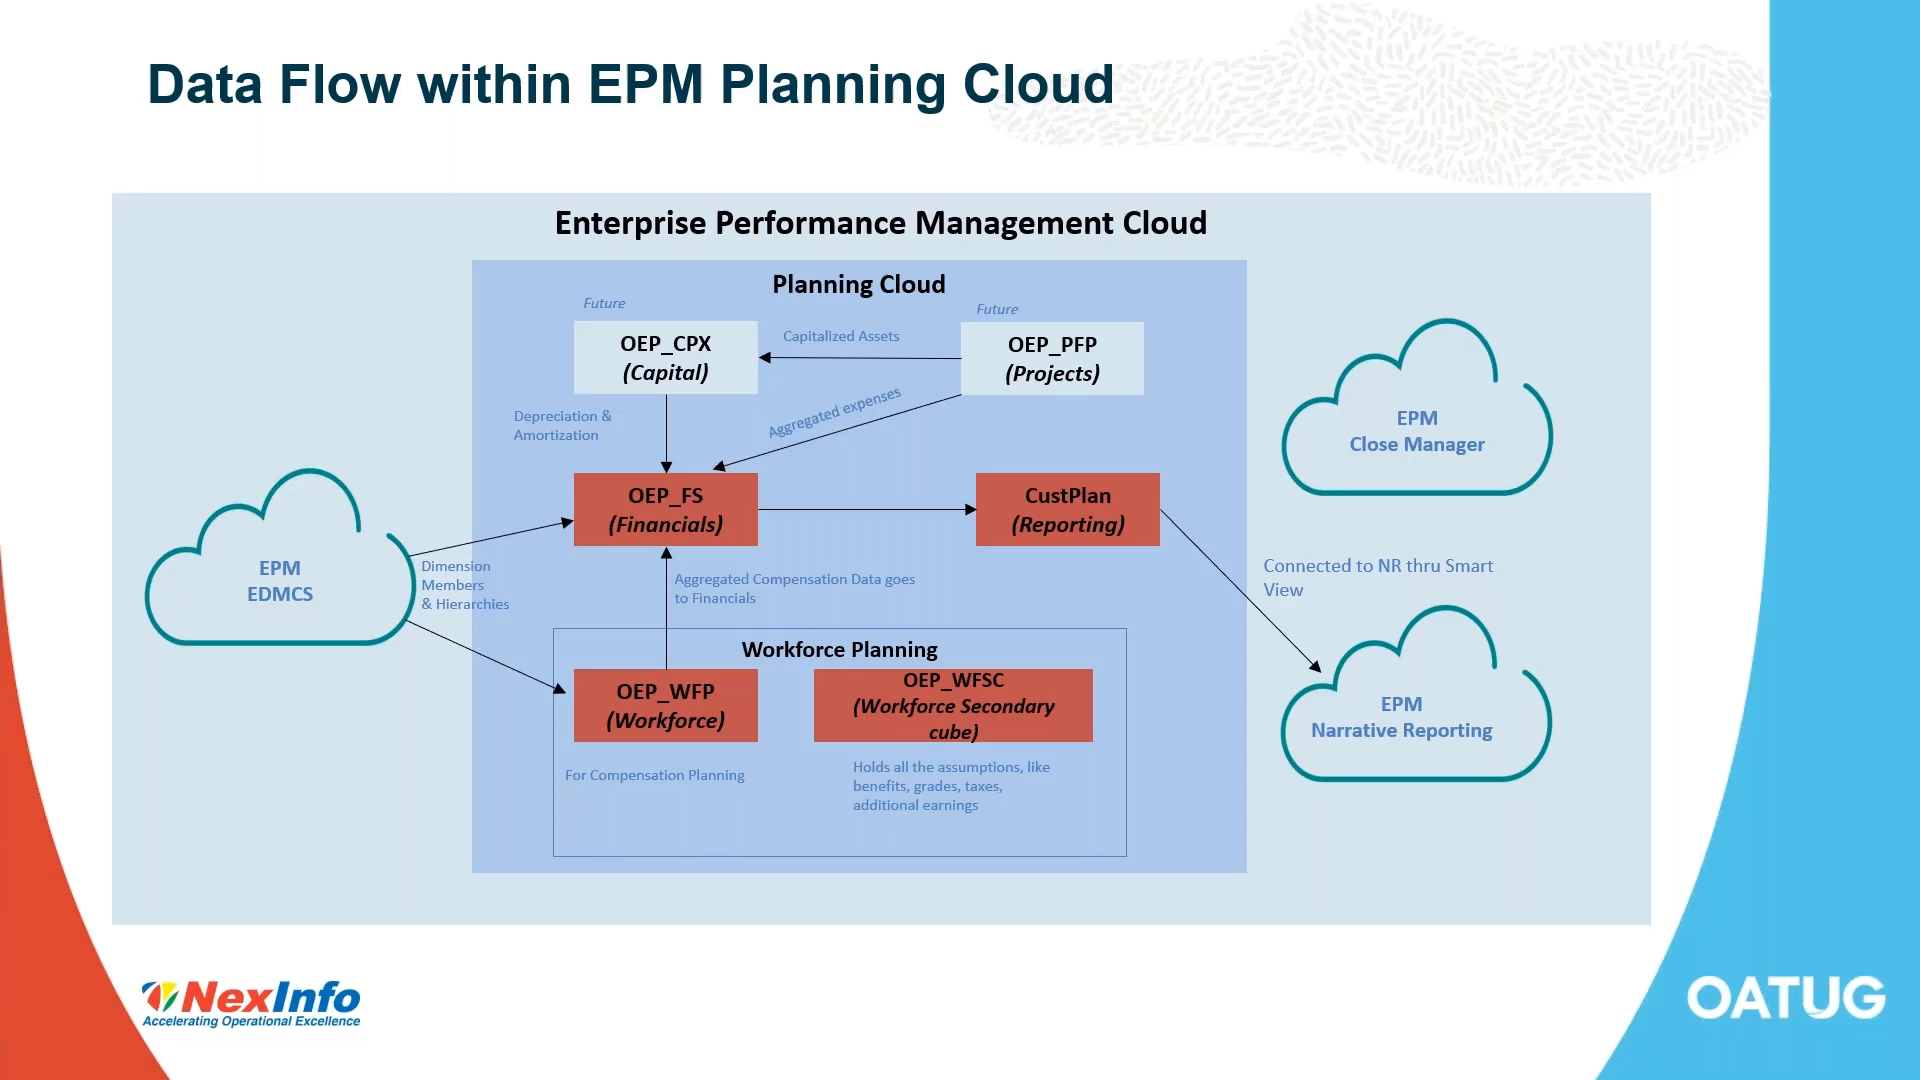 Data Flow within EPM Planning Cloud
Enterprise Performance Management Cloud
Planning Cloud
Future
Future
OEP_CPX
(Capital)
Capitalized Assets
OEP_PFP
(Projects)
Depreciation &
Amortization
Aggregated expenses
EPM
Close Manager
OEP_FS
(Financials)
CustPlan
(Reporting)
EPM
EDMCS
Dimension
Members
& Hierarchies
Aggregated Compensation Data goes
to Financials
Connected to NR thru Smart
View
Workforce Planning
OEP_WFP
(Workforce)
OEP_WFSC
(Workforce Secondary
cube)
EPM
Narrative Reporting
For Compensation Planning
Holds all the assumptions, like
benefits, grades, taxes,
additional earnings
NexInfo
Accelerating Operational Excellence
OATUG